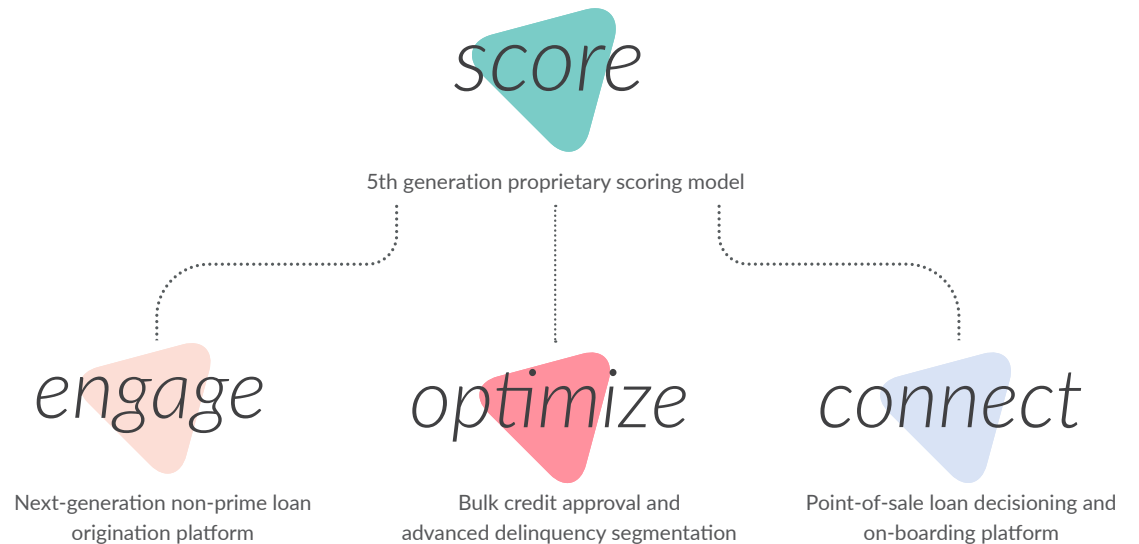 score
5th generation proprietary scoring model
engage
optimize
connect
Next-generation non-prime loan
origination platform
Bulk credit approval and
advanced delinquency segmentation
Point-of-sale loan decisioning and
on-boarding platform